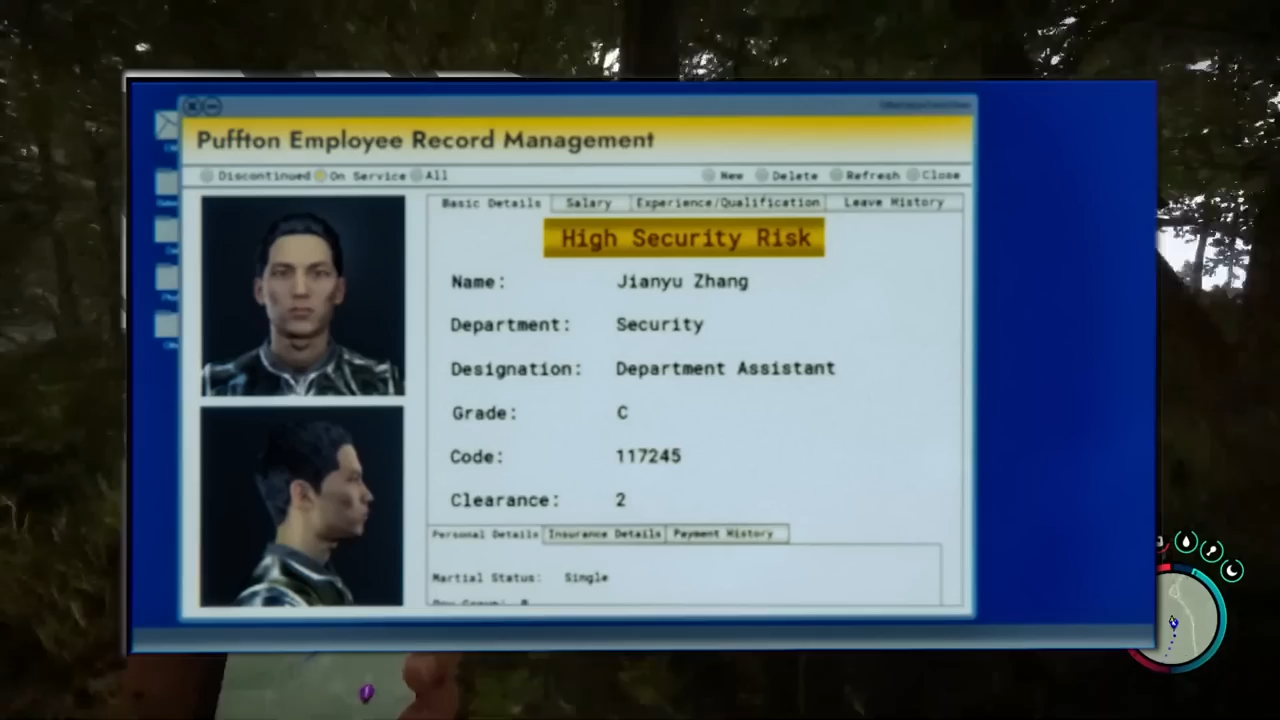 Puffton Employee Record Management
Discontinued On Service All New Delete Refresh Close
Basic Details Salary Experience/Qualification Leave History
High Security Risk
Name: Jianyu Zhang
Department: Security
Designation: Department Assistant
Grade: C
Code: 117245
Clearance: 2
Personal Details Insurance Details Payment History
Martial Status: Single